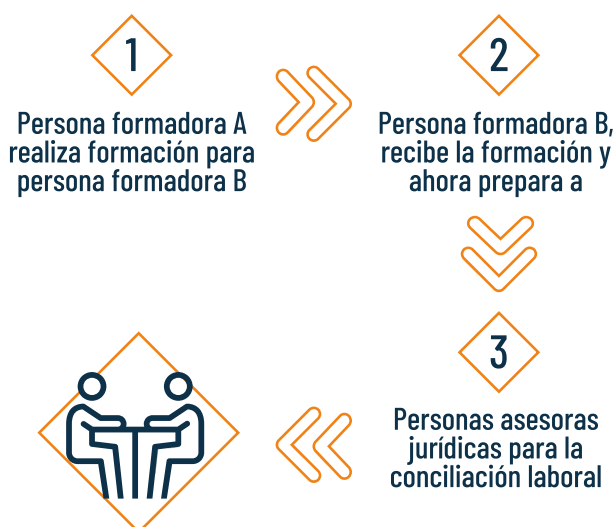 1
Persona formadora A
realiza formación para
persona formadora B
2
Persona formadora B,
recibe la formación y
ahora prepara a
3
Personas asesoras
jurídicas para la
conciliación laboral